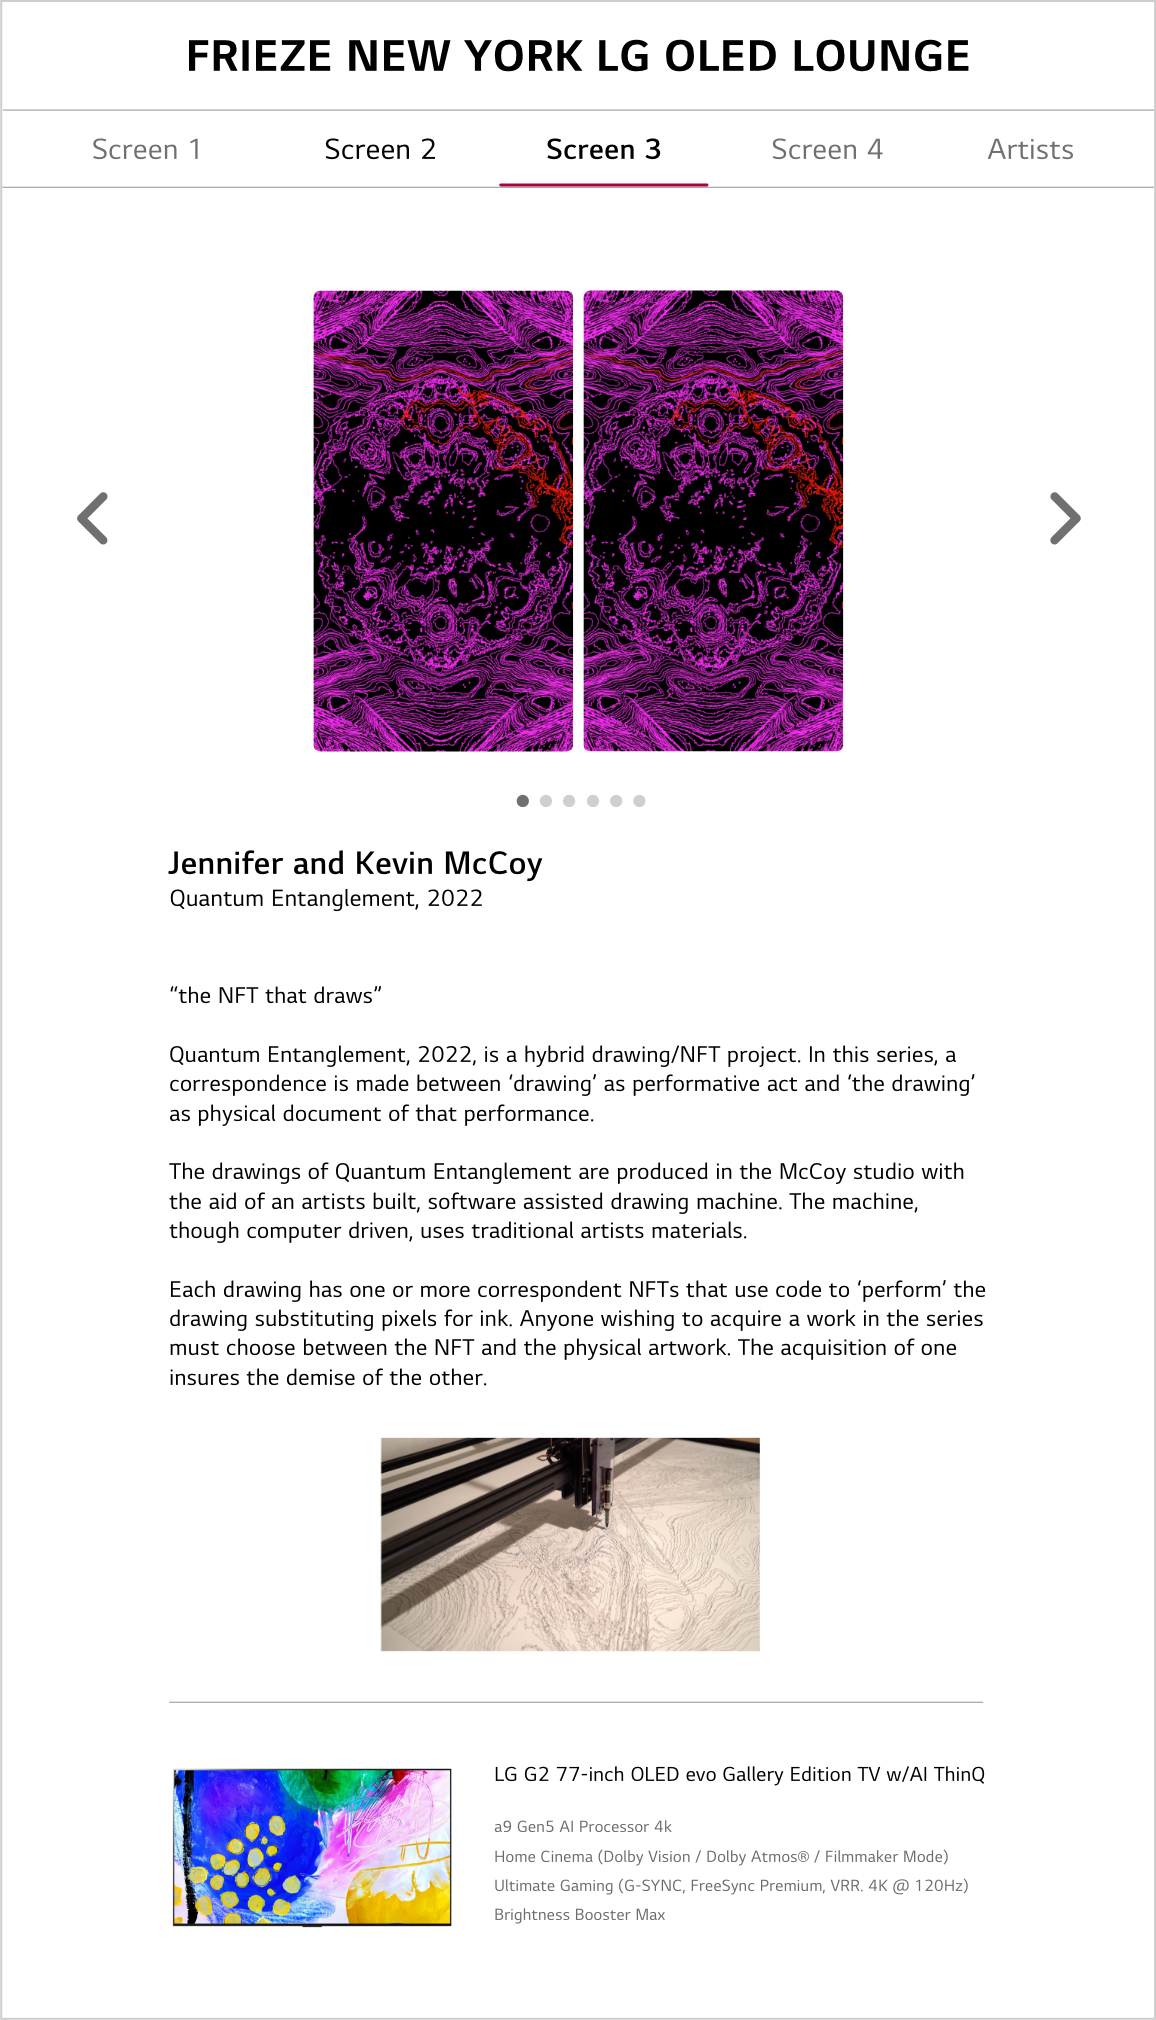 FRIEZE NEW YORK LG OLED LOUNGE
Screen 1 Screen 2 Screen 3 Screen 4 Artists
Jennifer and Kevin McCoy
Quantum Entanglement, 2022
“the NFT that draws”
Quantum Entanglement, 2022, is a hybrid drawing/NFT project. In this series, a
correspondence is made between ‘drawing’ as performative act and ‘the drawing’
as physical document of that performance.
The drawings of Quantum Entanglement are produced in the McCoy studio with
the aid of an artists built, software assisted drawing machine. The machine,
though computer driven, uses traditional artists materials.
Each drawing has one or more correspondent NFTs that use code to ‘perform’ the
drawing substituting pixels for ink. Anyone wishing to acquire a work in the series
must choose between the NFT and the physical artwork. The acquisition of one
insures the demise of the other.
LG G2 77-inch OLED evo Gallery Edition TV w/AI ThinQ
a9 Gen5 AI Processor 4k
Home Cinema (Dolby Vision / Dolby Atmos® / Filmmaker Mode)
Ultimate Gaming (G-SYNC, FreeSync Premium, VRR. 4K @ 120Hz)
Brightness Booster Max